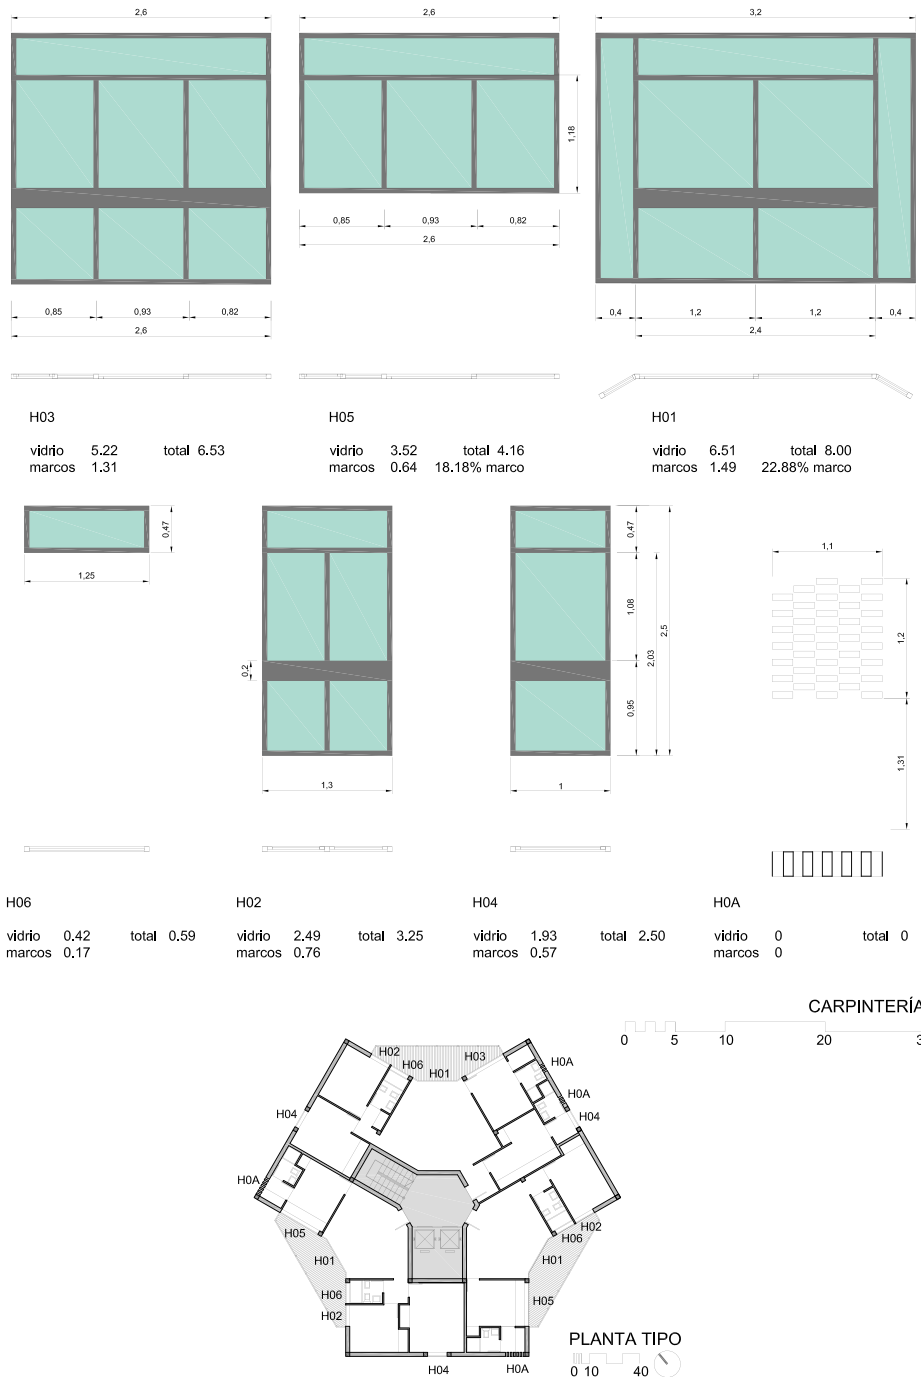 2,6
2,6
3,2
1,18
0,85 0,93 0,82
2,6
0,85 0,93 0,82
2,6
0,4 1,2 1,2 0,4
2,4
H03
vidrio 5.22 total 6.53
marcos 1.31
H05
vidrio 3.52 total 4.16
marcos 0.64 18.18% marco
H01
vidrio 6.51 total 8.00
marcos 1.49 22.88% marco
0,47
1,25
0,2
1,3
0,47
1,08
0,95
2,03
2,5
1
1,1
1,2
1,31
H06
vidrio 0.42 total 0.59
marcos 0.17
H02
vidrio 2.49 total 3.25
marcos 0.76
H04
vidrio 1.93 total 2.50
marcos 0.57
H0A
vidrio 0 total 0
marcos 0
CARPINTERÍA
0 5 10 20 3
H02
H06
H01
H03
H0A
H0A
H04
H04
H0A
H05
H01
H06
H02
H04
H0A
H05
H01
H06
H02
PLANTA TIPO
0 10 40